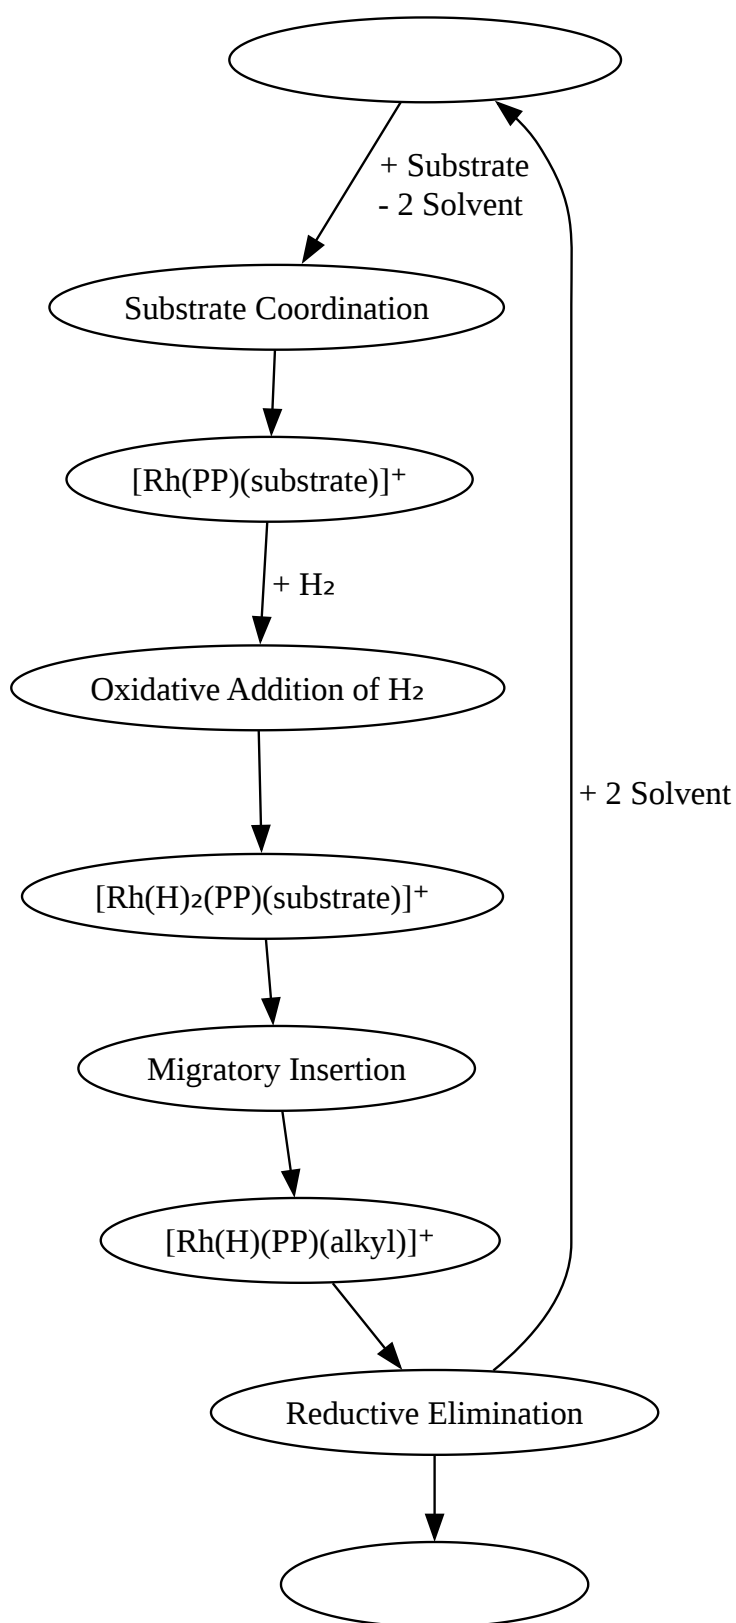 + Substrate
- 2 Solvent
Substrate Coordination
[Rh(PP)(substrate)]⁺
+ H₂
Oxidative Addition of H₂
+ 2 Solvent
[Rh(H)₂(PP)(substrate)]⁺
Migratory Insertion
[Rh(H)(PP)(alkyl)]⁺
Reductive Elimination